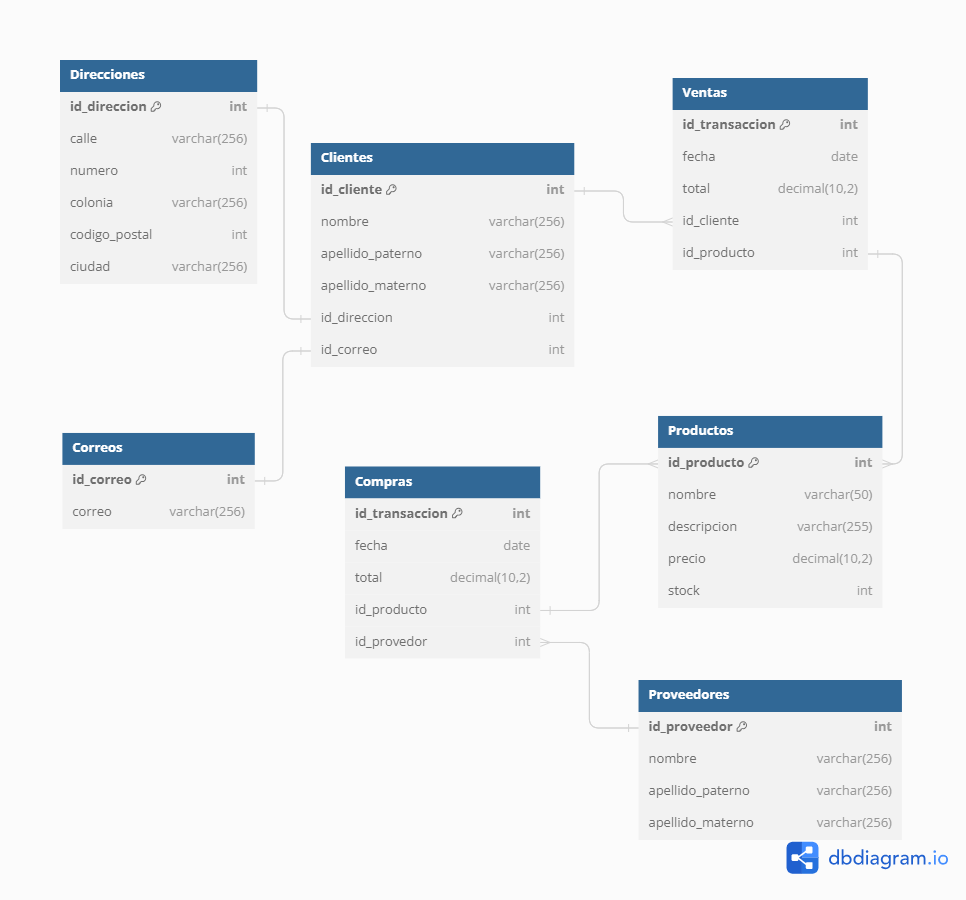 Direcciones
id_direccion int
calle varchar(256)
numero int
colonia varchar(256)
codigo_postal int
ciudad varchar(256)
Clientes
id_cliente int
nombre varchar(256)
apellido_paterno varchar(256)
apellido_materno varchar(256)
id_direccion int
id_correo int
Ventas
id_transaccion int
fecha date
total decimal(10,2)
id_cliente int
id_producto int
Correos
id_correo int
correo varchar(256)
Compras
id_transaccion int
fecha date
total decimal(10,2)
id_producto int
id_provedor int
Productos
id_producto int
nombre varchar(50)
descripcion varchar(255)
precio decimal(10,2)
stock int
Proveedores
id_proveedor int
nombre varchar(256)
apellido_paterno varchar(256)
apellido_materno varchar(256)
dbdiagram.io